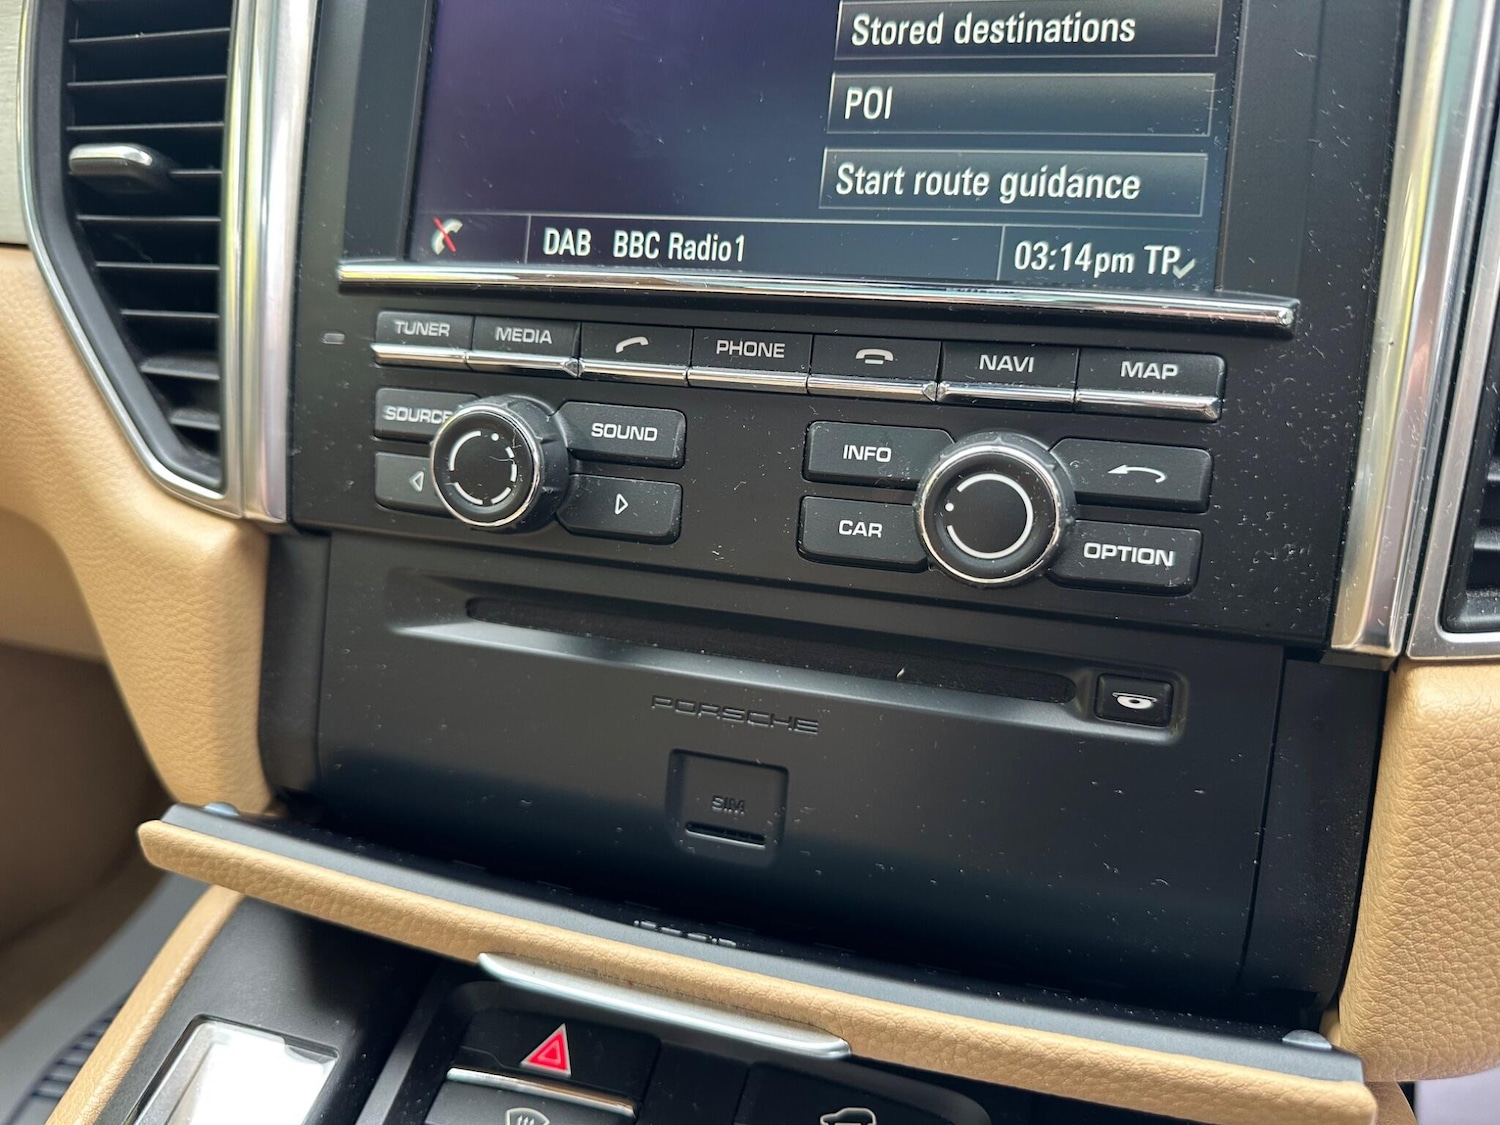 Stored destinations
POI
Start route guidance
DAB BBC Radio1 03:14pm TP
TUNER MEDIA PHONE NAVI MAP
SOURCE SOUND INFO
CAR OPTION
PORSCHE
SIM